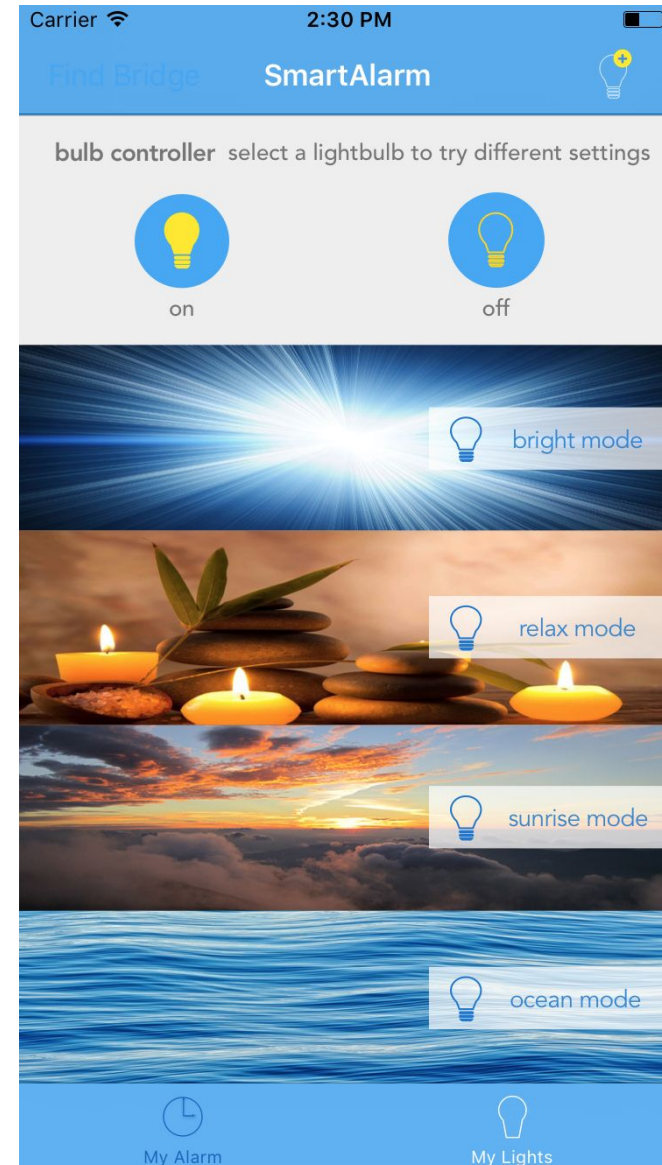 Carrier 2:30 PM
Find Bridge SmartAlarm
bulb controller select a lightbulb to try different settings
on off
bright mode
relax mode
sunrise mode
ocean mode
My Alarm My Lights